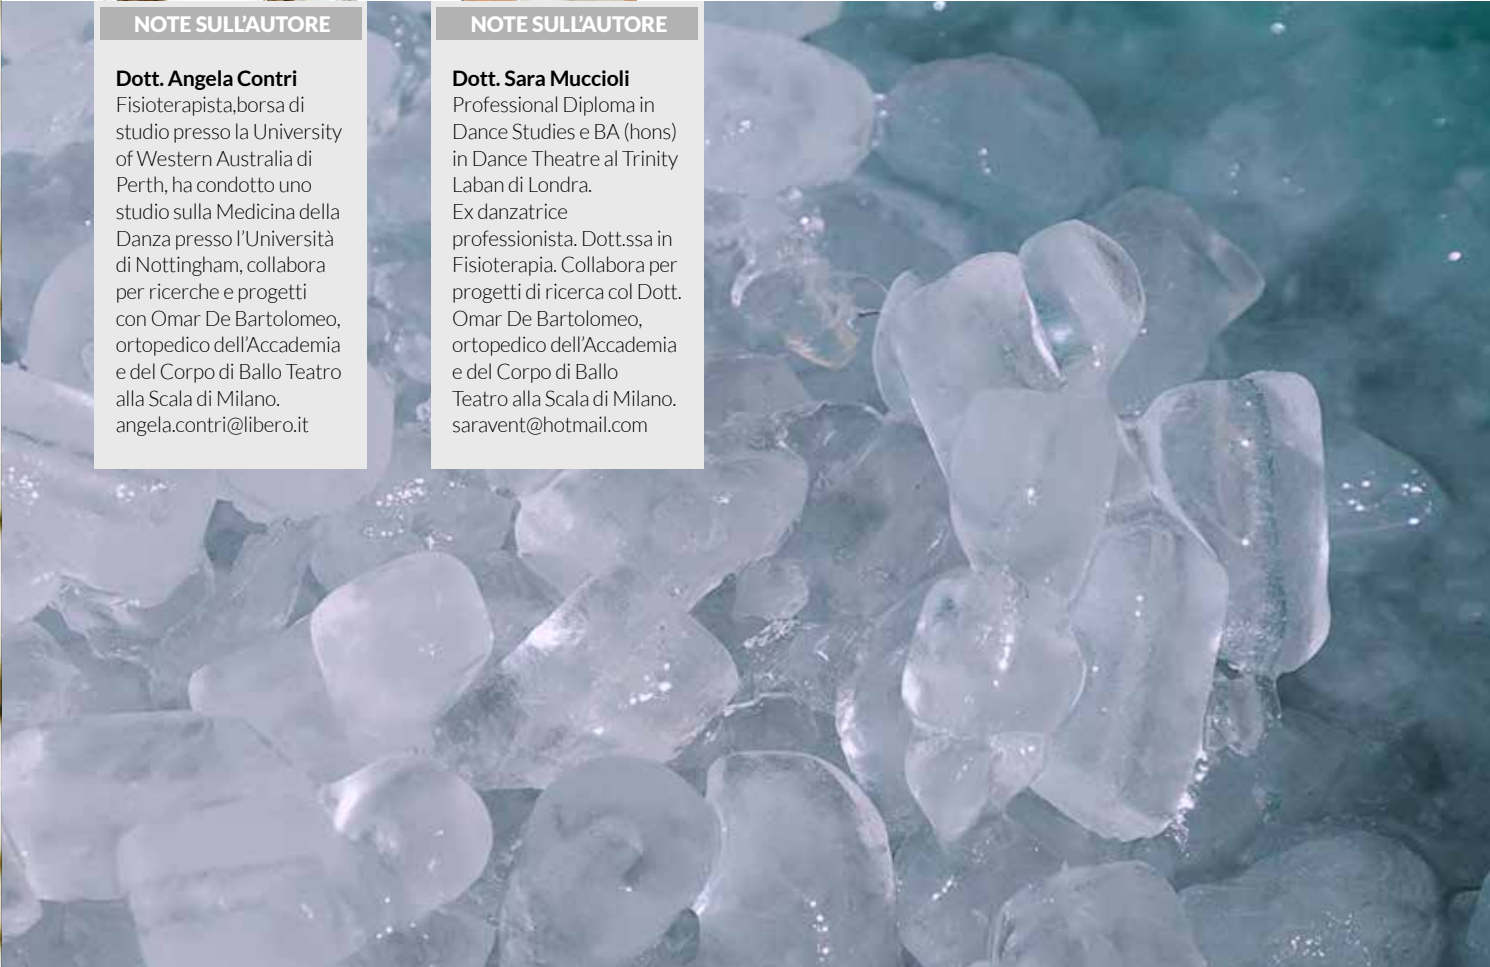 NOTE SULL'AUTORE
Dott. Angela Contri
Fisioterapista,borsa di
studio presso la University
of Western Australia di
Perth, ha condotto uno
studio sulla Medicina della
Danza presso l'Università
di Nottingham, collabora
per ricerche e progetti
con Omar De Bartolomeo,
ortopedico dell'Accademia
e del Corpo di Ballo Teatro
alla Scala di Milano.
angela.contri@libero.it
NOTE SULL'AUTORE
Dott. Sara Muccioli
Professional Diploma in
Dance Studies e BA (hons)
in Dance Theatre al Trinity
Laban di Londra.
Ex danzatrice
professionista. Dott.ssa in
Fisioterapia. Collabora per
progetti di ricerca col Dott.
Omar De Bartolomeo,
ortopedico dell'Accademia
e del Corpo di Ballo
Teatro alla Scala di Milano.
saravent@hotmail.com